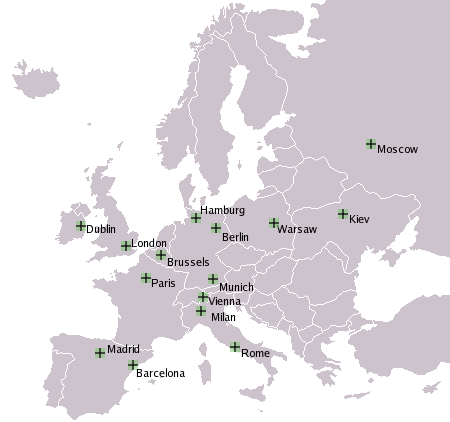 Moscow
Hamburg
Kiev
Dublin
Berlin
Warsaw
London
Brussels
Paris
Munich
Vienna
Milan
Madrid
Rome
Barcelona